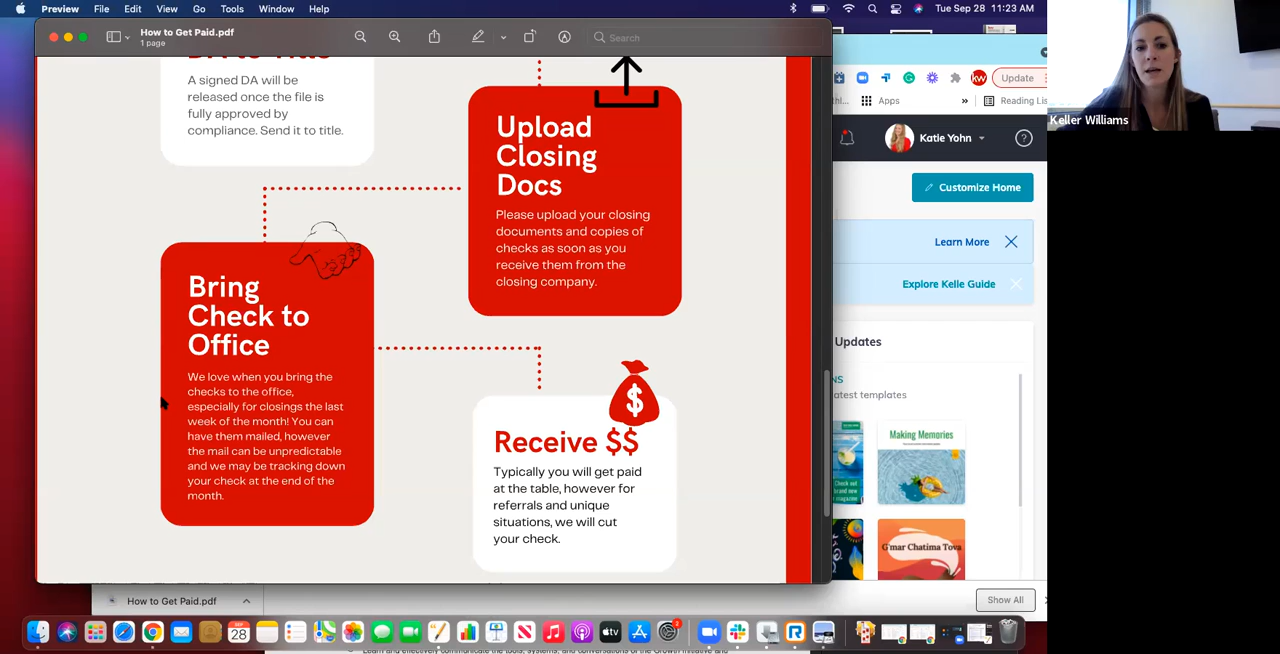 Preview File Edit View Go Tools Window Help
Tue Sep 28 11:23 AM
How to Get Paid.pdf
1 page
Search
A signed DA will be
released once the file is
fully approved by
compliance. Send it to title.
Upload
Closing
Docs
Please upload your closing
documents and copies of
checks as soon as you
receive them from the
closing company.
Bring
Check to
Office
We love when you bring the
checks to the office,
especially for closings the last
week of the month! You can
have them mailed, however
the mail can be unpredictable
and we may be tracking down
your check at the end of the
month.
$
Receive $$
Typically you will get paid
at the table, however for
referrals and unique
situations, we will cut
your check.
kw
Update
Apps
»
Reading Lis
Katie Yohn
?
Customize Home
Learn More
Explore Kelle Guide
Updates
NS
atest templates
Making Memories
G'mar Chatima Tova
How to Get Paid.pdf
Show All
SEP
28
tv
2
Keller Williams